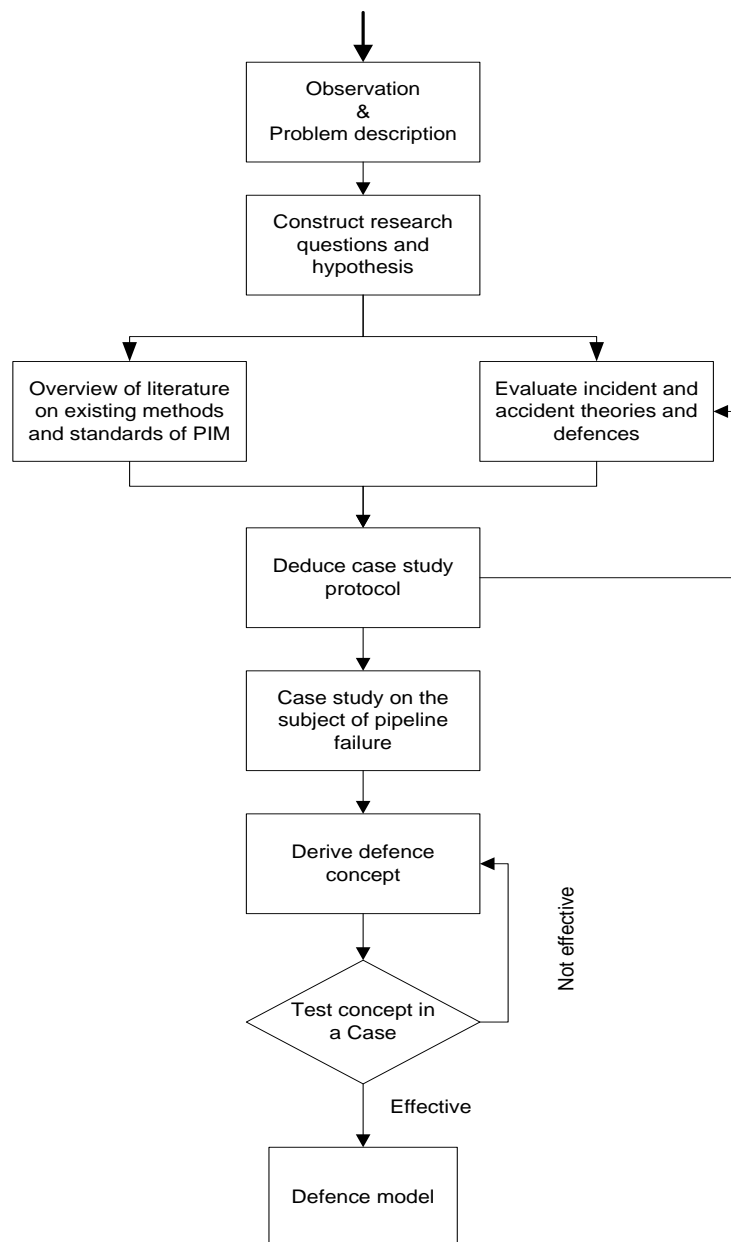 Observation
&
Problem description
Construct research
questions and
hypothesis
Overview of literature
on existing methods
and standards of PIM
Evaluate incident and
accident theories and
defences
Deduce case study
protocol
Case study on the
subject of pipeline
failure
Derive defence
concept
Not effective
Test concept in
a Case
Effective
Defence model